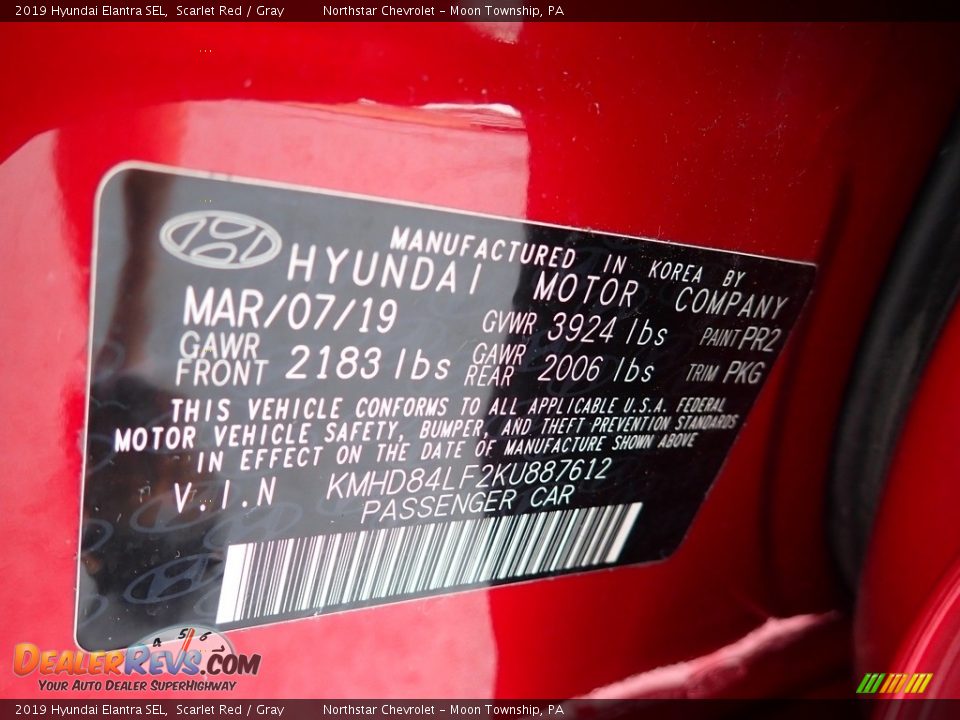 2019 Hyundai Elantra SEL, Scarlet Red / Gray Northstar Chevrolet - Moon Township, PA
MANUFACTURED IN KOREA BY
HYUNDAI MOTOR COMPANY
MAR/07/19 GVWR 3924 lbs PAINT PR2
GAWR FRONT 2183 lbs GAWR REAR 2006 lbs TRIM PKG
THIS VEHICLE CONFORMS TO ALL APPLICABLE U.S.A. FEDERAL
MOTOR VEHICLE SAFETY, BUMPER, AND THEFT PREVENTION STANDARDS
IN EFFECT ON THE DATE OF MANUFACTURE SHOWN ABOVE
V.I.N KMHD84LF2KU887612
PASSENGER CAR
4 5 6
DEALERREVS.COM
YOUR AUTO DEALER SUPERHIGHWAY
2019 Hyundai Elantra SEL, Scarlet Red / Gray Northstar Chevrolet - Moon Township, PA